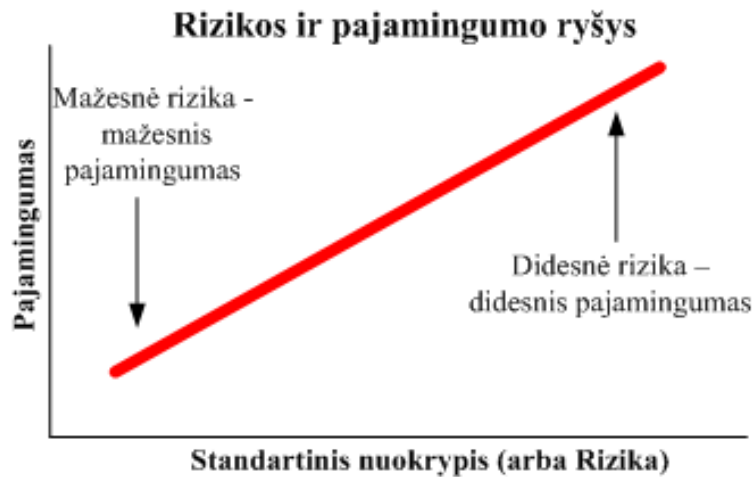 Rizikos ir pajamingumo ryšys
Mažesnė rizika -
mažesnis
pajamingumas
Pajamingumas
Didesnė rizika –
didesnis pajamingumas
Standartinis nuokrypis (arba Rizika)